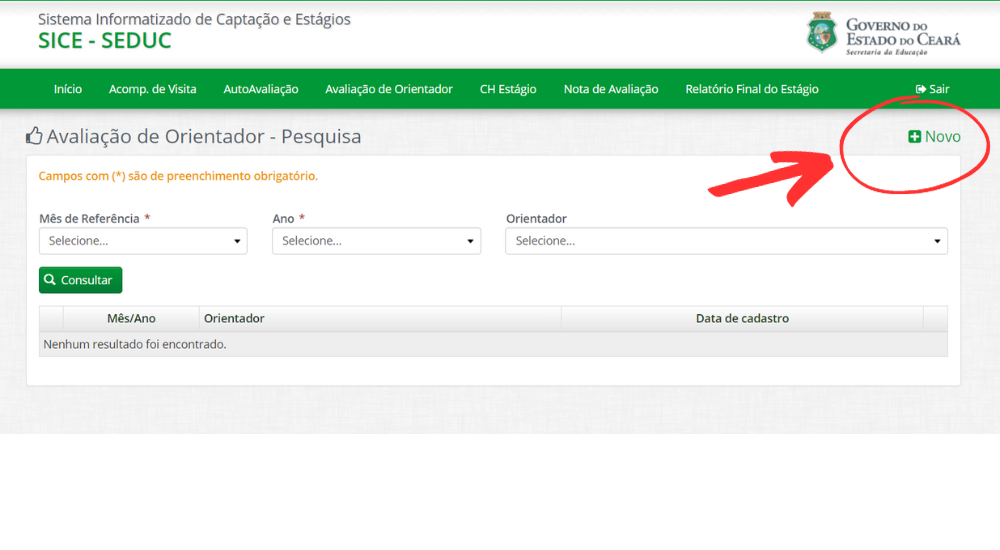 Sistema Informatizado de Captação e Estágios
SICE - SEDUC
GOVERNO DO
ESTADO DO CEARÁ
Secretaria da Educação
Início Acomp. de Visita AutoAvaliação Avaliação de Orientador CH Estágio Nota de Avaliação Relatório Final do Estágio Sair
Avaliação de Orientador - Pesquisa Novo
Campos com (*) são de preenchimento obrigatório.
Mês de Referência * Ano * Orientador
Selecione... Selecione... Selecione...
Consultar
Mês/Ano Orientador Data de cadastro
Nenhum resultado foi encontrado.